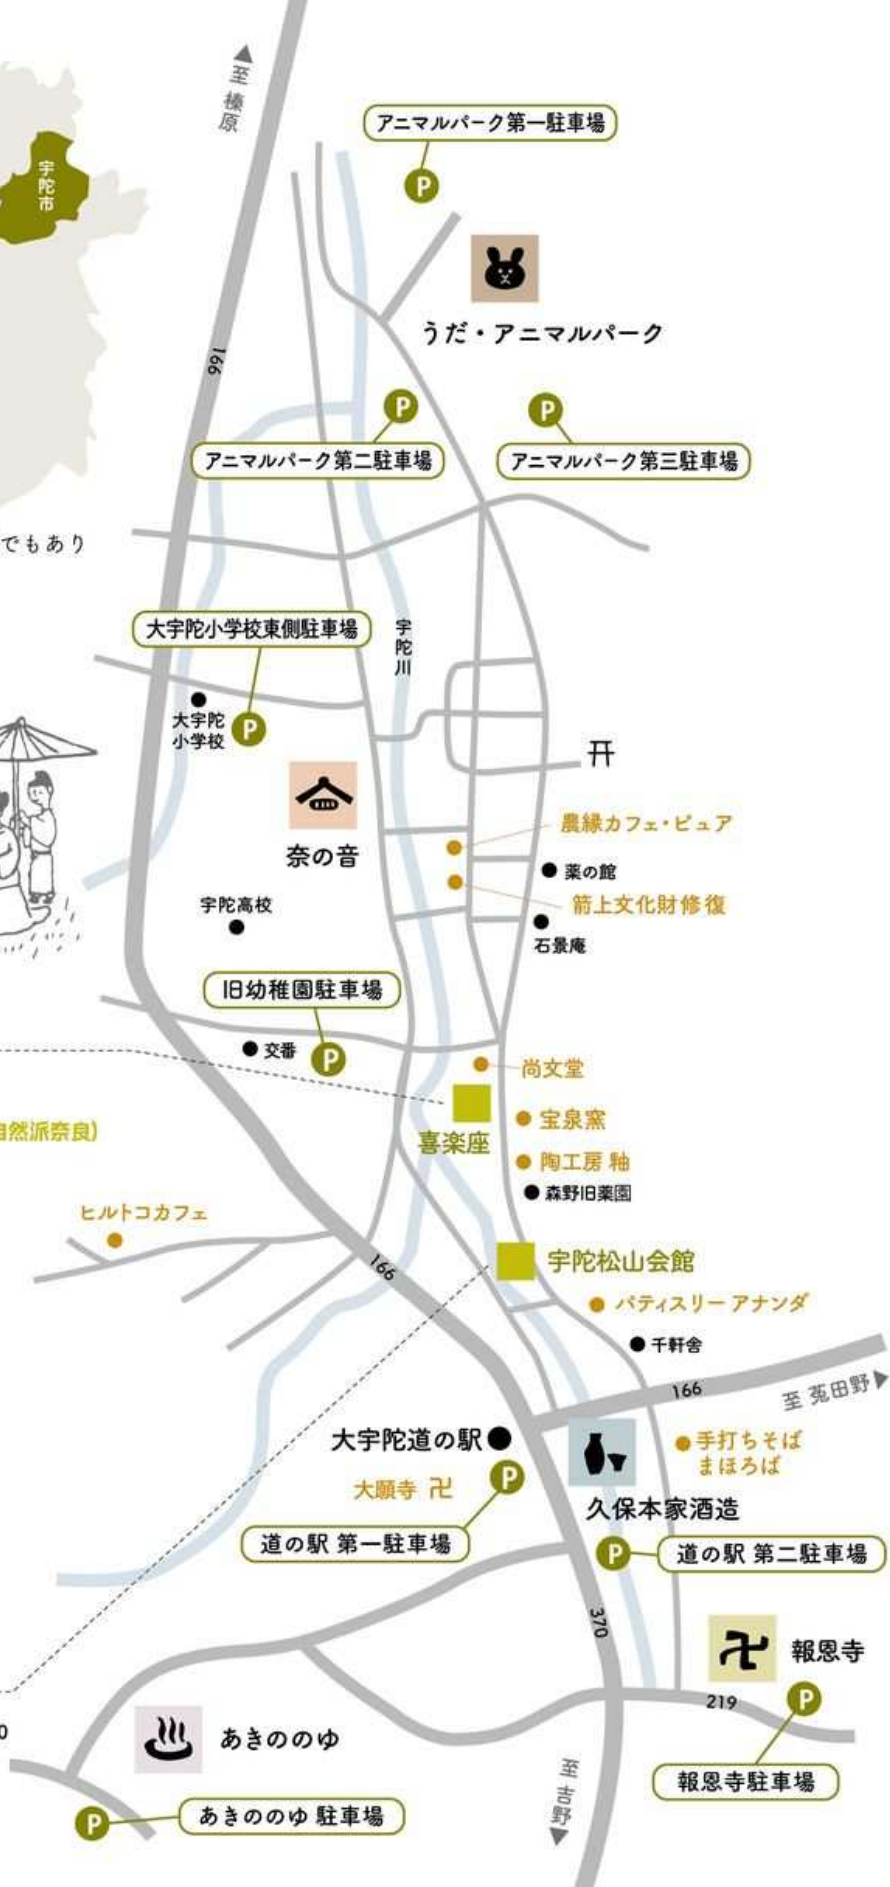 至 榛原
アニマルパーク第一駐車場
P
宇陀市
うだ・アニマルパーク
166
P
P
アニマルパーク第二駐車場
アニマルパーク第三駐車場
でもあり
大宇陀小学校東側駐車場
宇陀川
大宇陀
小学校
P
奈の音
農縁カフェ・ピュア
薬の館
箭上文化財修復
宇陀高校
石景庵
旧幼稚園駐車場
交番
P
尚文堂
宝泉窯
自然派奈良)
喜楽座
陶工房 釉
森野旧薬園
ヒルトコカフェ
宇陀松山会館
166
パティスリー アナンダ
千軒舎
166
至 菟田野
大宇陀道の駅
手打ちそば
まほろば
大願寺 卍
P
久保本家酒造
道の駅 第一駐車場
P
道の駅 第二駐車場
370
卍
報恩寺
219
P
0
あきののゆ
至 吉野
報恩寺駐車場
P
あきののゆ 駐車場